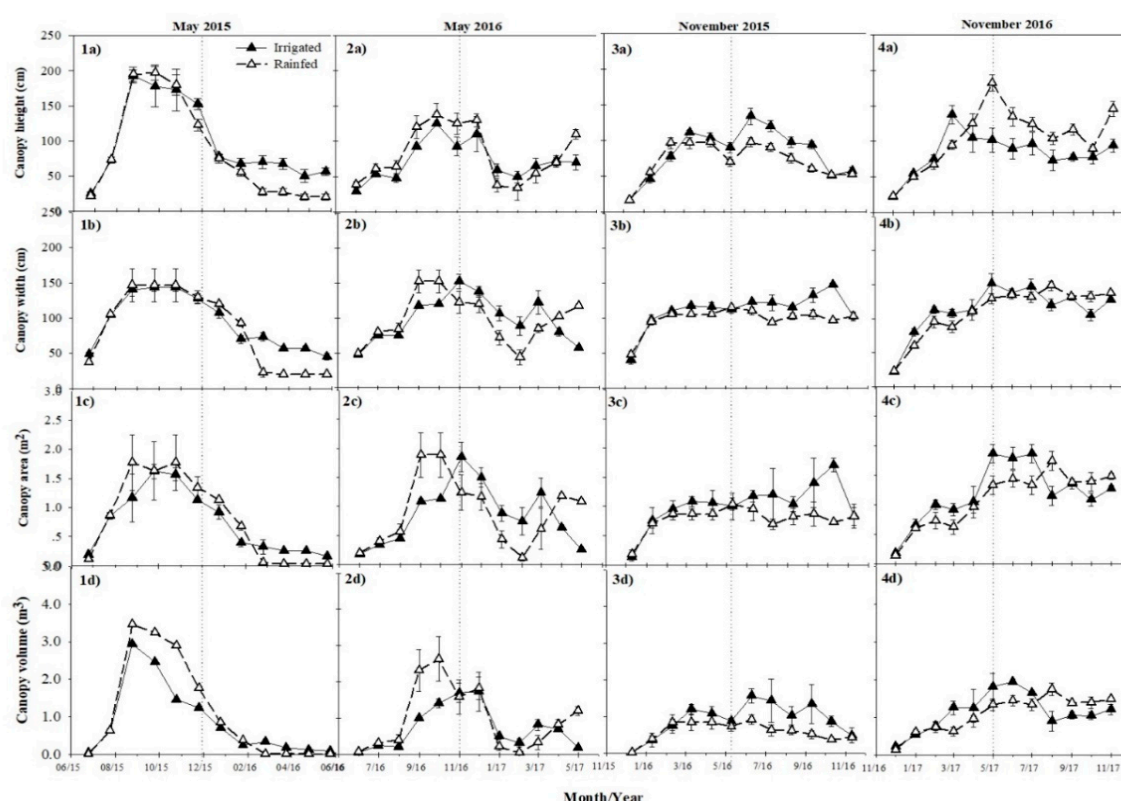 May 2015 May 2016 November 2015 November 2016
1a) 2a) 3a) 4a)
Irrigated
Rainfed
Canopy hieght (cm)
250
200
150
100
50
1b) 2b) 3b) 4b)
Canopy width (cm)
200
150
100
50
0
1c) 2c) 3c) 4c)
Canopy area (m2)
3.0
2.5
2.0
1.5
1.0
.5
1d) 2d) 3d) 4d)
Canopy volume (m3)
4.0
3.0
2.0
1.0
0.0
06/15 08/15 10/15 12/15 02/16 04/16 06/16 7/16 9/16 11/16 1/17 3/17 5/17 11/15 1/16 3/16 5/16 7/16 9/16 11/16 11/16 1/17 3/17 5/17 7/17 9/17 11/17
Month/Year